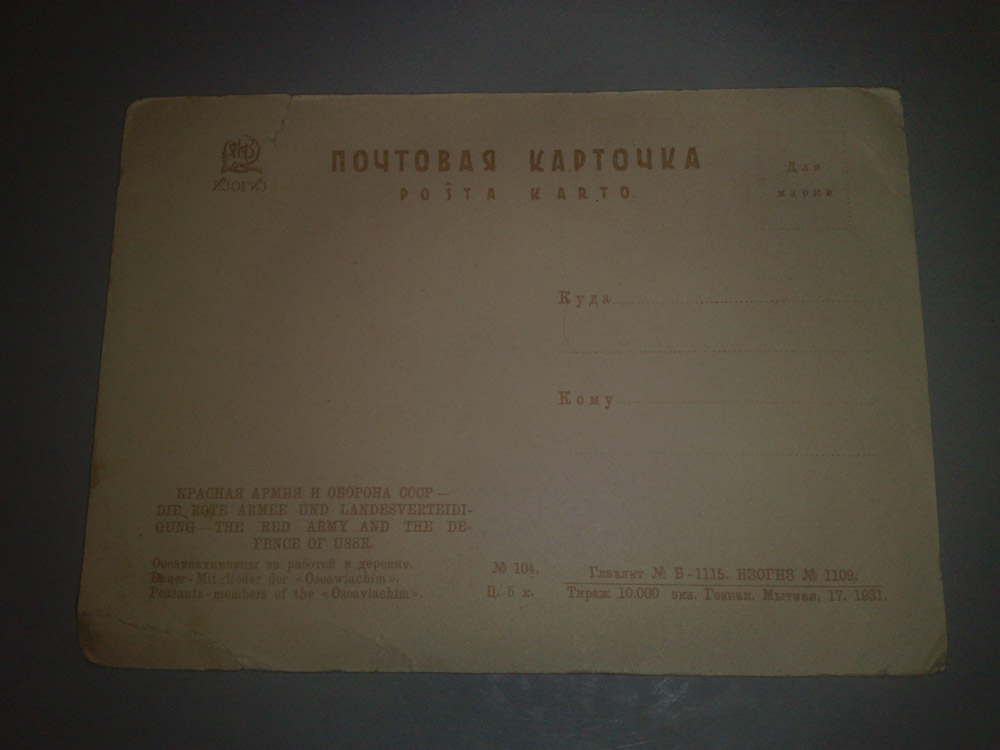 ИЗОГИЗ
ПОЧТОВАЯ КАРТОЧКА
POŜTA KARTO
Для
марки
Куда
Кому
КРАСНАЯ АРМИЯ И ОБОРОНА СССР —
DIE ROTE ARMEE UND LANDESVERTEIDI-
GUNG — THE RED ARMY AND THE DE-
FENCE OF USSR.
Осоавиахимовцы за работой в деревне.
Bauer-Mitglieder der «Osoawiachim».
Peasants-members of the «Osoaviachim».
№ 104.
Ц. 5 к.
Главлит № В-1115. ИЗОГИЗ № 1109.
Тираж 10.000 экз. Гознак. Мытная, 17. 1931.